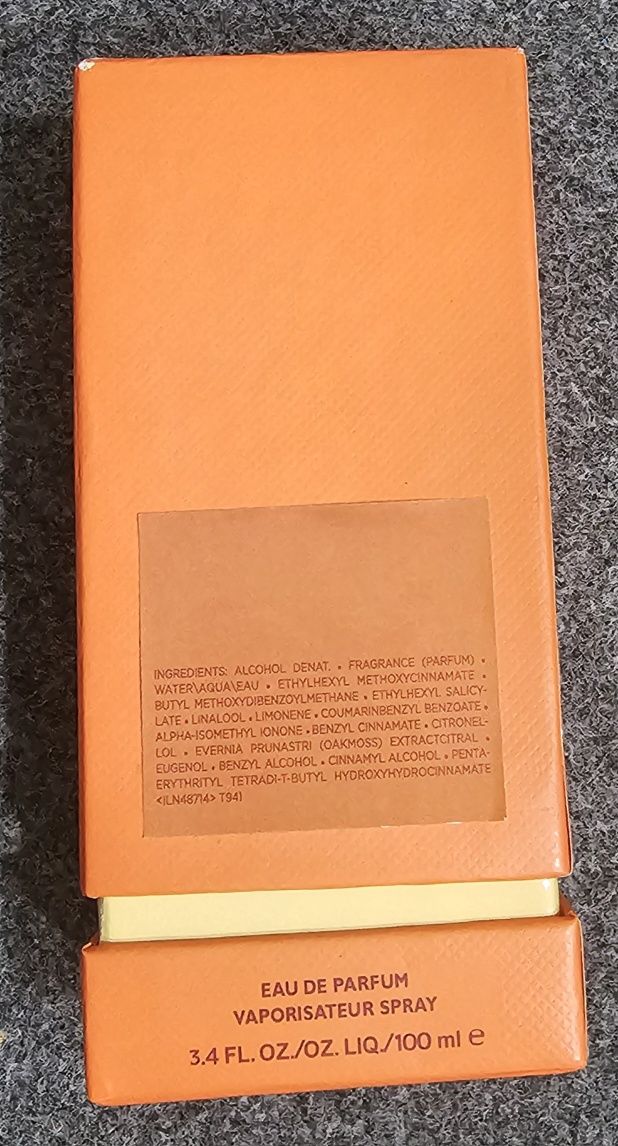 INGREDIENTS: ALCOHOL DENAT. • FRAGRANCE (PARFUM) •
WATER\AQUA\EAU • ETHYLHEXYL METHOXYCINNAMATE •
BUTYL METHOXYDIBENZOYLMETHANE • ETHYLHEXYL SALICY-
LATE • LINALOOL • LIMONENE • COUMARINBENZYL BENZOATE •
ALPHA-ISOMETHYL IONONE • BENZYL CINNAMATE • CITRONEL-
LOL • EVERNIA PRUNASTRI (OAKMOSS) EXTRACTCITRAL •
EUGENOL • BENZYL ALCOHOL • CINNAMYL ALCOHOL • PENTA-
ERYTHRITYL TETRADI-T-BUTYL HYDROXYHYDROCINNAMATE
<ILN48714> T941
EAU DE PARFUM
VAPORISATEUR SPRAY
3.4 FL. OZ./OZ. LIQ./100 ml ℮